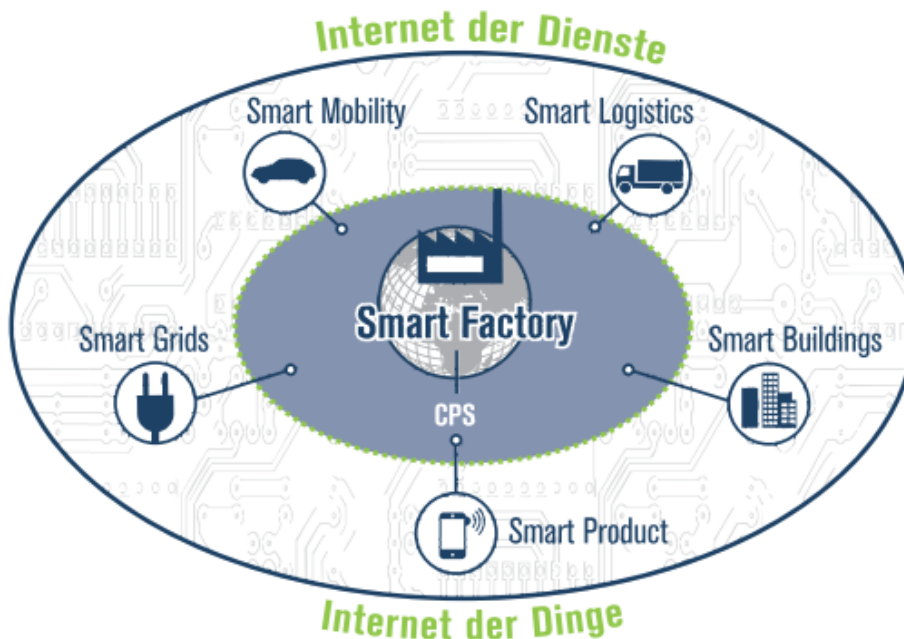 Internet der Dienste
Smart Mobility
Smart Logistics
Smart Factory
Smart Grids
Smart Buildings
CPS
Smart Product
Internet der Dinge